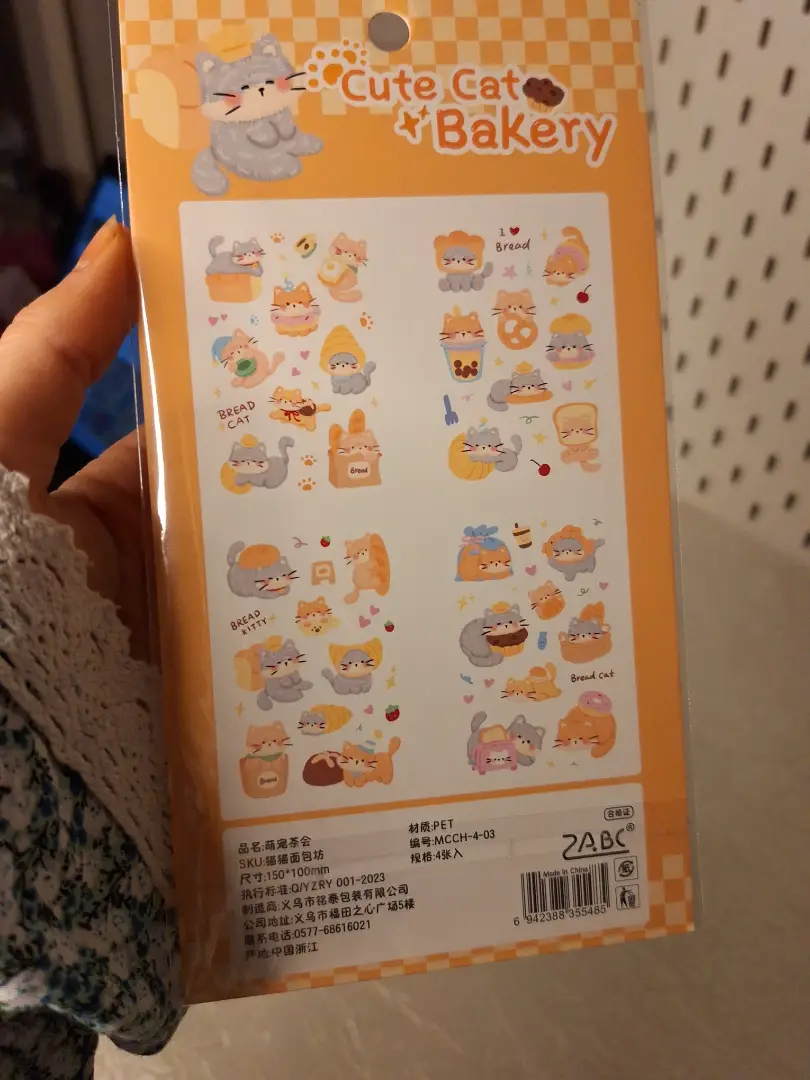 Cute Cat
Bakery
I ♥
Bread
BREAD
CAT
Bread
BREAD
KITTY
Bread cat
Bread
品名:萌宠茶会
SKU:猫猫面包坊
尺寸:150*100mm
执行标准:Q/YZRY 001-2023
制造商:义乌市铭泰包装有限公司
公司地址:义乌市福田之心广场5楼
联系电话:0577-68616021
产地:中国浙江
材质:PET
编号:MCCH-4-03
规格:4张入
合格证
ZABC®
Made in China
6 942388 355485